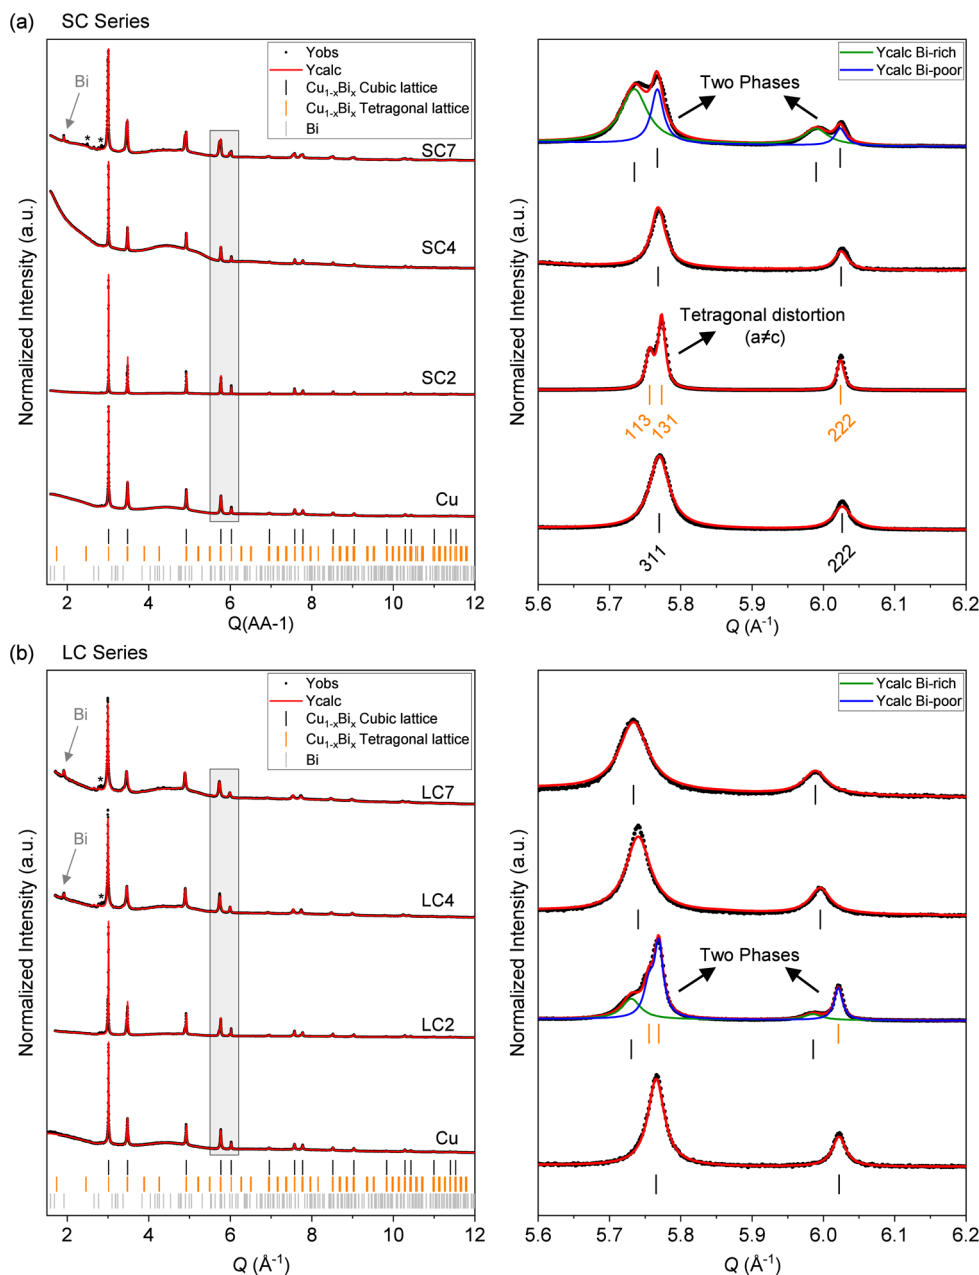 (a) SC Series
Normalized Intensity (a.u.)
Yobs
Ycalc
Cu1-xBix Cubic lattice
Cu1-xBix Tetragonal lattice
Bi
Bi
* *
SC7
SC4
SC2
Cu
2 4 6 8 10 12
Q(AA-1)
Normalized Intensity (a.u.)
Ycalc Bi-rich
Ycalc Bi-poor
Two Phases
Tetragonal distortion
(a≠c)
113 131 222
311 222
5.6 5.7 5.8 5.9 6.0 6.1 6.2
Q (A-1)
(b) LC Series
Normalized Intensity (a.u.)
Yobs
Ycalc
Cu1-xBix Cubic lattice
Cu1-xBix Tetragonal lattice
Bi
Bi
*
LC7
Bi
*
LC4
LC2
Cu
2 4 6 8 10 12
Q (Å-1)
Normalized Intensity (a.u.)
Ycalc Bi-rich
Ycalc Bi-poor
Two Phases
5.6 5.7 5.8 5.9 6.0 6.1 6.2
Q (Å-1)